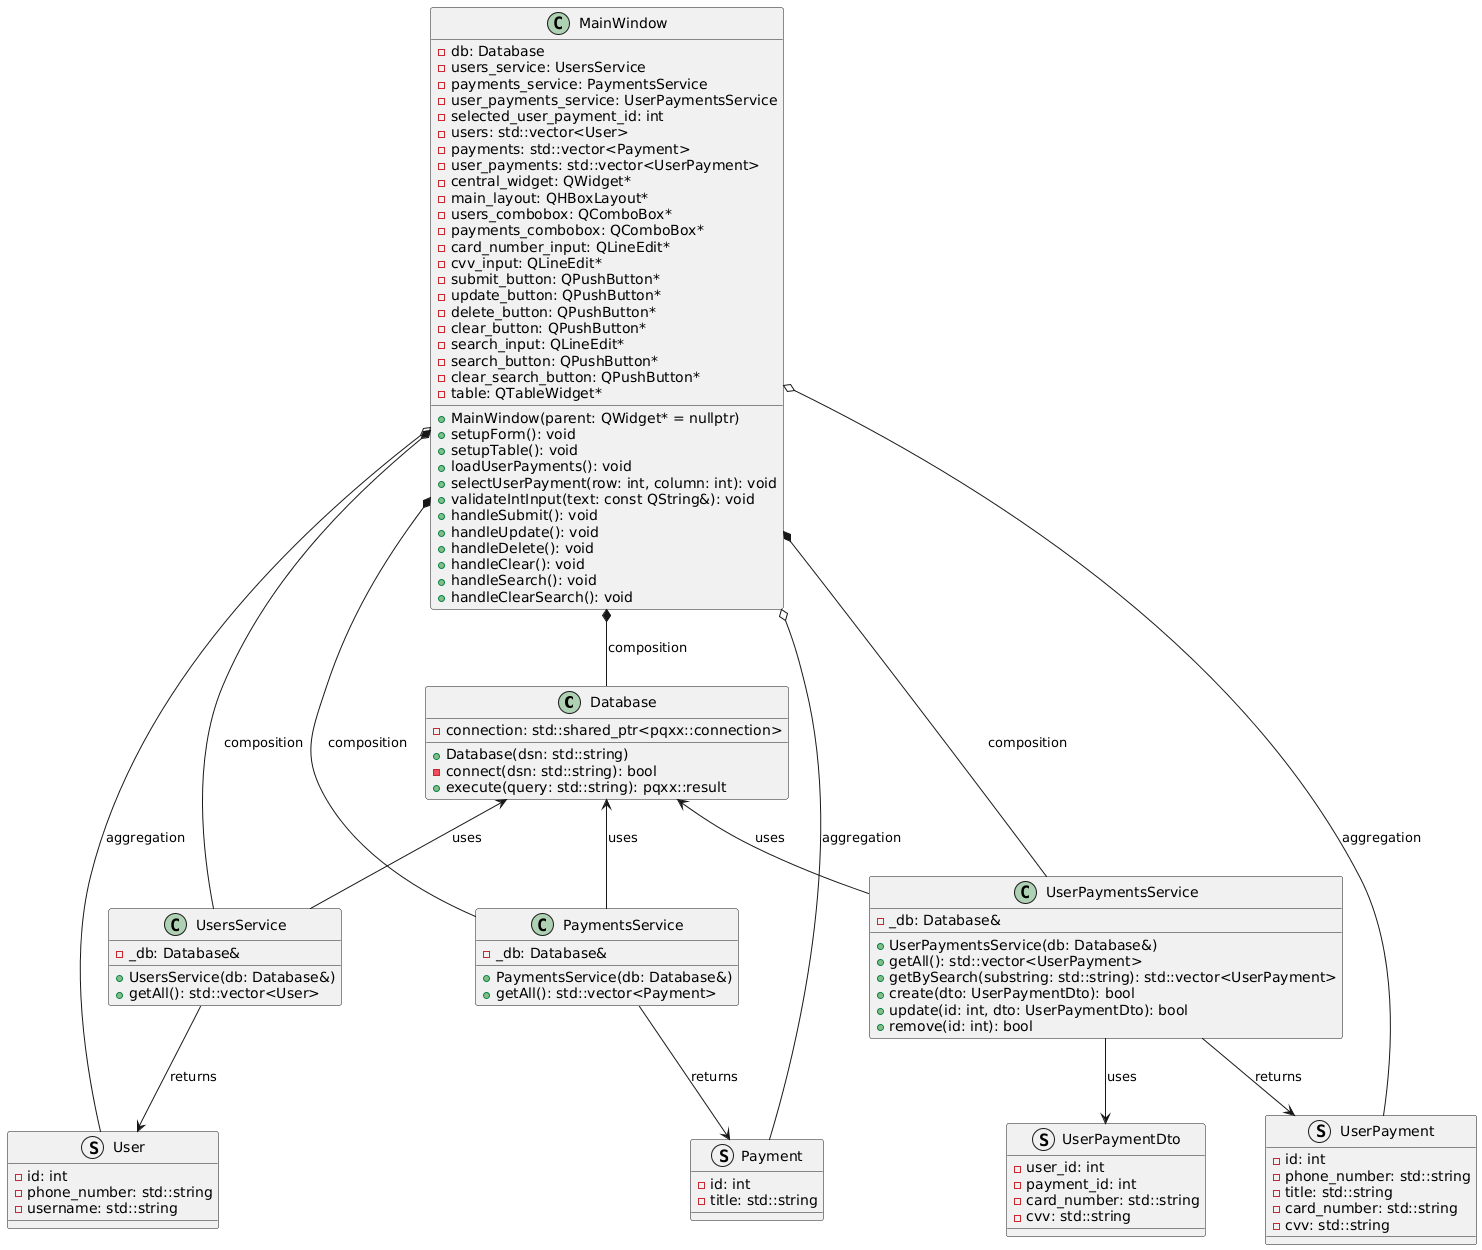 C MainWindow
db: Database
users_service: UsersService
payments_service: PaymentsService
user_payments_service: UserPaymentsService
selected_user_payment_id: int
users: std::vector<User>
payments: std::vector<Payment>
user_payments: std::vector<UserPayment>
central_widget: QWidget*
main_layout: QHBoxLayout*
users_combobox: QComboBox*
payments_combobox: QComboBox*
card_number_input: QLineEdit*
cvv_input: QLineEdit*
submit_button: QPushButton*
update_button: QPushButton*
delete_button: QPushButton*
clear_button: QPushButton*
search_input: QLineEdit*
search_button: QPushButton*
clear_search_button: QPushButton*
table: QTableWidget*
MainWindow(parent: QWidget* = nullptr)
setupForm(): void
setupTable(): void
loadUserPayments(): void
selectUserPayment(row: int, column: int): void
validateIntInput(text: const QString&): void
handleSubmit(): void
handleUpdate(): void
handleDelete(): void
handleClear(): void
handleSearch(): void
handleClearSearch(): void
composition
C Database
connection: std::shared_ptr<pqxx::connection>
Database(dsn: std::string)
connect(dsn: std::string): bool
execute(query: std::string): pqxx::result
composition
composition
composition
aggregation
uses
uses
uses
aggregation
aggregation
C UsersService
_db: Database&
UsersService(db: Database&)
getAll(): std::vector<User>
C PaymentsService
_db: Database&
PaymentsService(db: Database&)
getAll(): std::vector<Payment>
C UserPaymentsService
_db: Database&
UserPaymentsService(db: Database&)
getAll(): std::vector<UserPayment>
getBySearch(substring: std::string): std::vector<UserPayment>
create(dto: UserPaymentDto): bool
update(id: int, dto: UserPaymentDto): bool
remove(id: int): bool
returns
returns
uses
returns
S User
id: int
phone_number: std::string
username: std::string
S Payment
id: int
title: std::string
S UserPaymentDto
user_id: int
payment_id: int
card_number: std::string
cvv: std::string
S UserPayment
id: int
phone_number: std::string
title: std::string
card_number: std::string
cvv: std::string